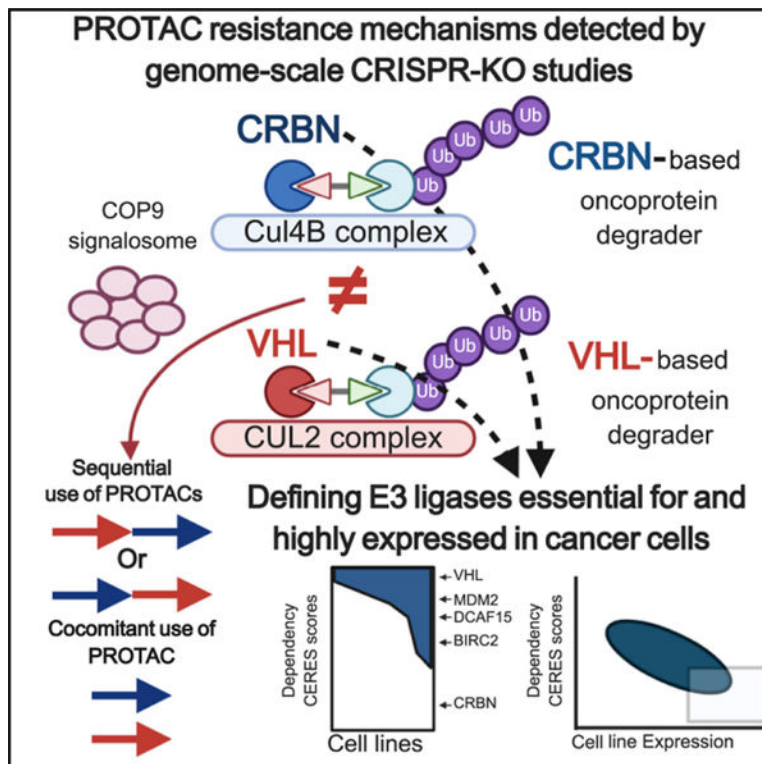 PROTAC resistance mechanisms detected by
genome-scale CRISPR-KO studies
CRBN
Ub
Ub
Ub
Ub
Ub
Cul4B complex
CRBN-based
oncoprotein
degrader
COP9
signalosome
≠
VHL
Ub
Ub
Ub
Ub
Ub
CUL2 complex
VHL-based
oncoprotein
degrader
Sequential
use of PROTACs
Or
Cocomitant use of
PROTAC
Defining E3 ligases essential for and
highly expressed in cancer cells
Dependency
CERES scores
VHL
MDM2
DCAF15
BIRC2
CRBN
Cell lines
Dependency
CERES scores
Cell line Expression